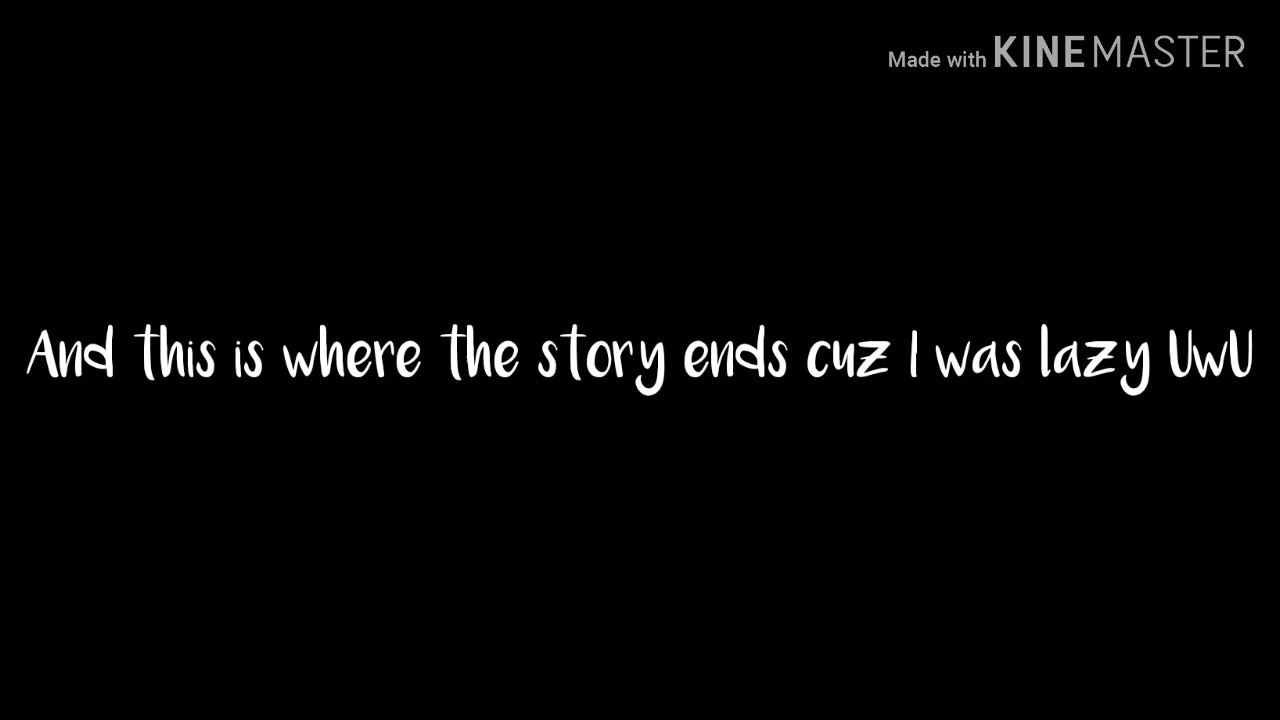 Made with KINEMASTER
And this is where the story ends cuz I was lazy UwU